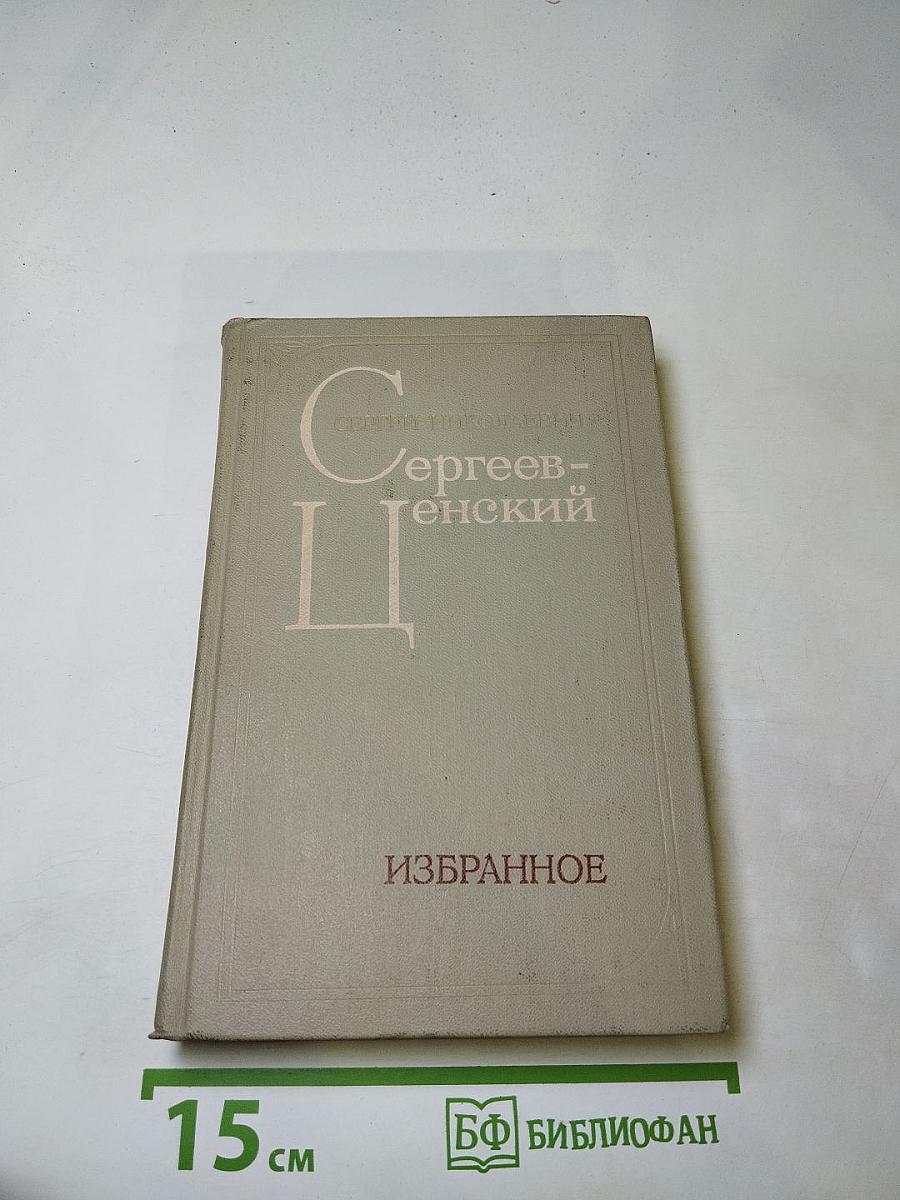 СЕРГЕЙ НИКОЛАЕВИЧ
Сергеев-
Ценский
ИЗБРАННОЕ
15 см
БФ БИБЛИОФАН